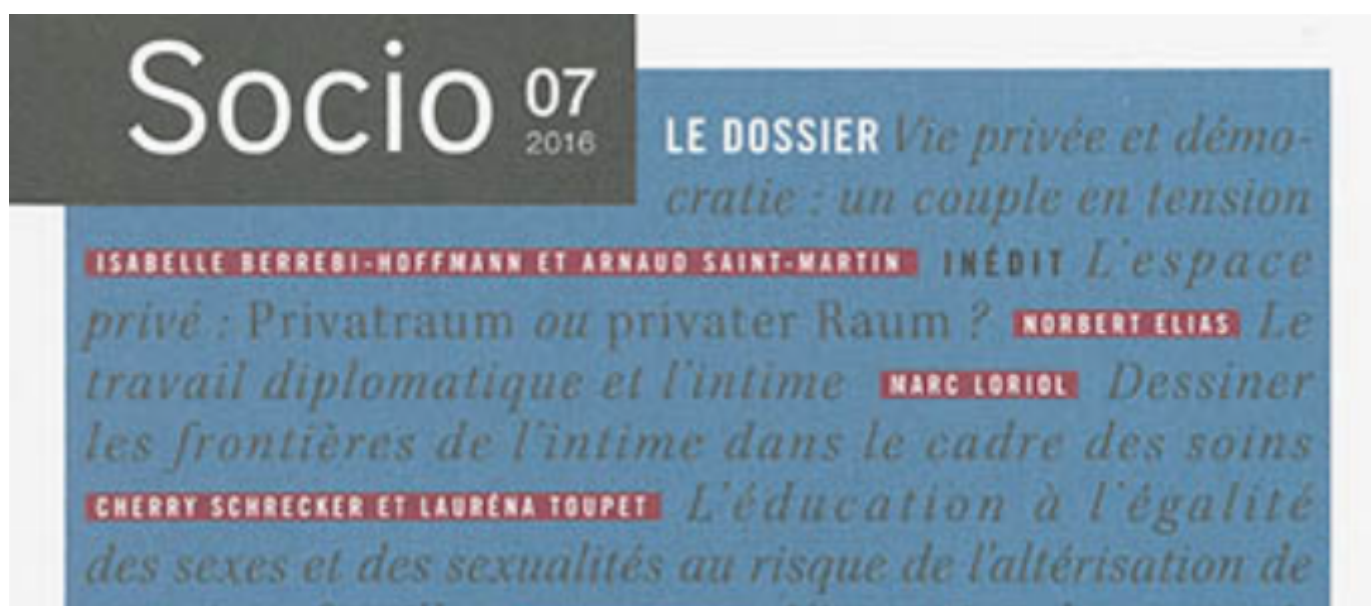 Socio 07
2016
LE DOSSIER Vie privée et démo-
cratie : un couple en tension
ISABELLE BERREBI-HOFFMANN ET ARNAUD SAINT-MARTIN INÉDIT L'espace
privé : Privatraum ou privater Raum ? NORBERT ELIAS Le
travail diplomatique et l'intime MARC LORIOL Dessiner
les frontières de l'intime dans le cadre des soins
CHERRY SCHRECKER ET LAURÉNA TOUPET L'éducation à l'égalité
des sexes et des sexualités au risque de l'altérisation de